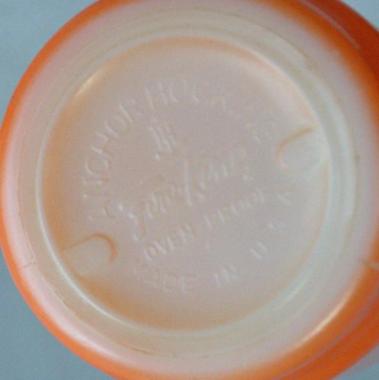 ANCHOR HOCKING
Fire-King
OVEN PROOF
MADE IN U.S.A.